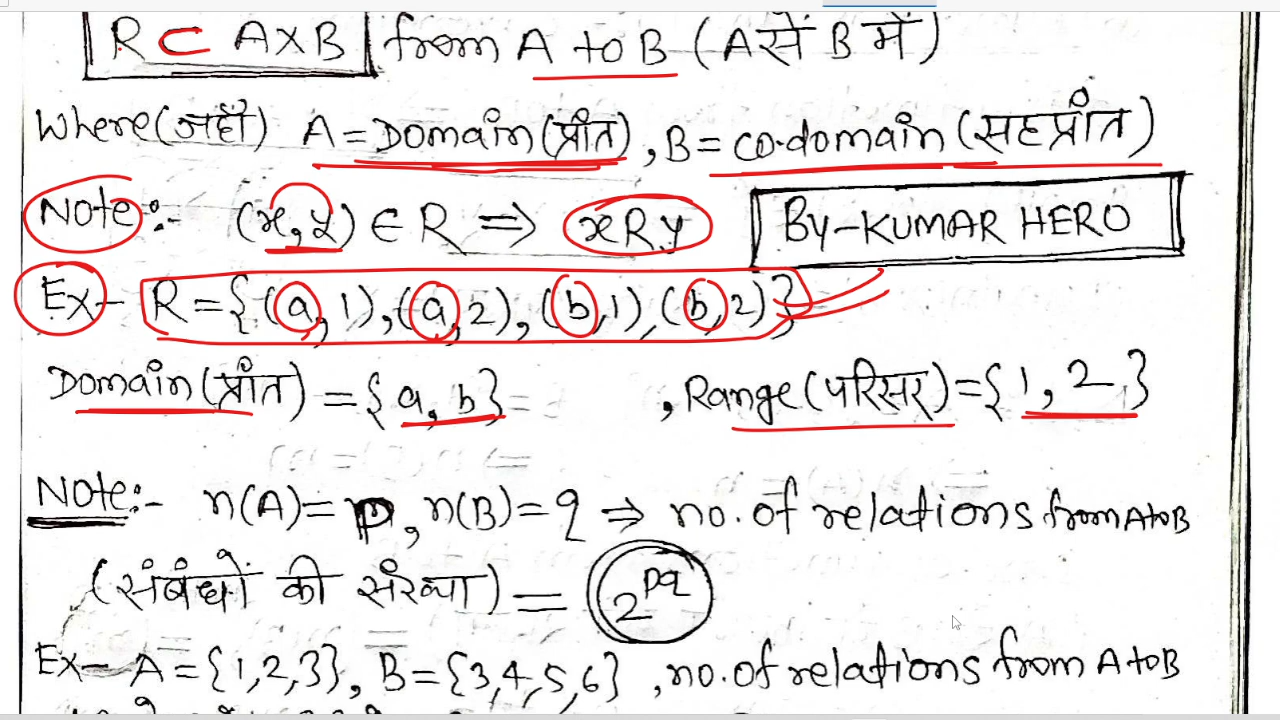 R ⊂ A×B from A to B (A से B में)
Where (जहाँ) A = Domain (प्रांत), B = co-domain (सहप्रांत)
Note:- (x, y) ∈ R ⇒ xRy By-KUMAR HERO
Ex- R = {(a, 1), (a, 2), (b, 1), (b, 2)}
Domain (प्रांत) = {a, b} , Range (परिसर) = {1, 2}
Note:- n(A) = p, n(B) = q ⇒ no. of relations from A to B
(संबंधों की संख्या) = 2^pq
Ex- A = {1, 2, 3}, B = {3, 4, 5, 6}, no. of relations from A to B